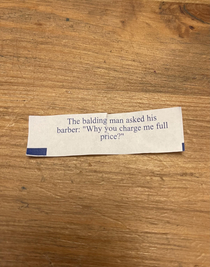 The balding man asked his
barber: "Why you charge me full
price?"